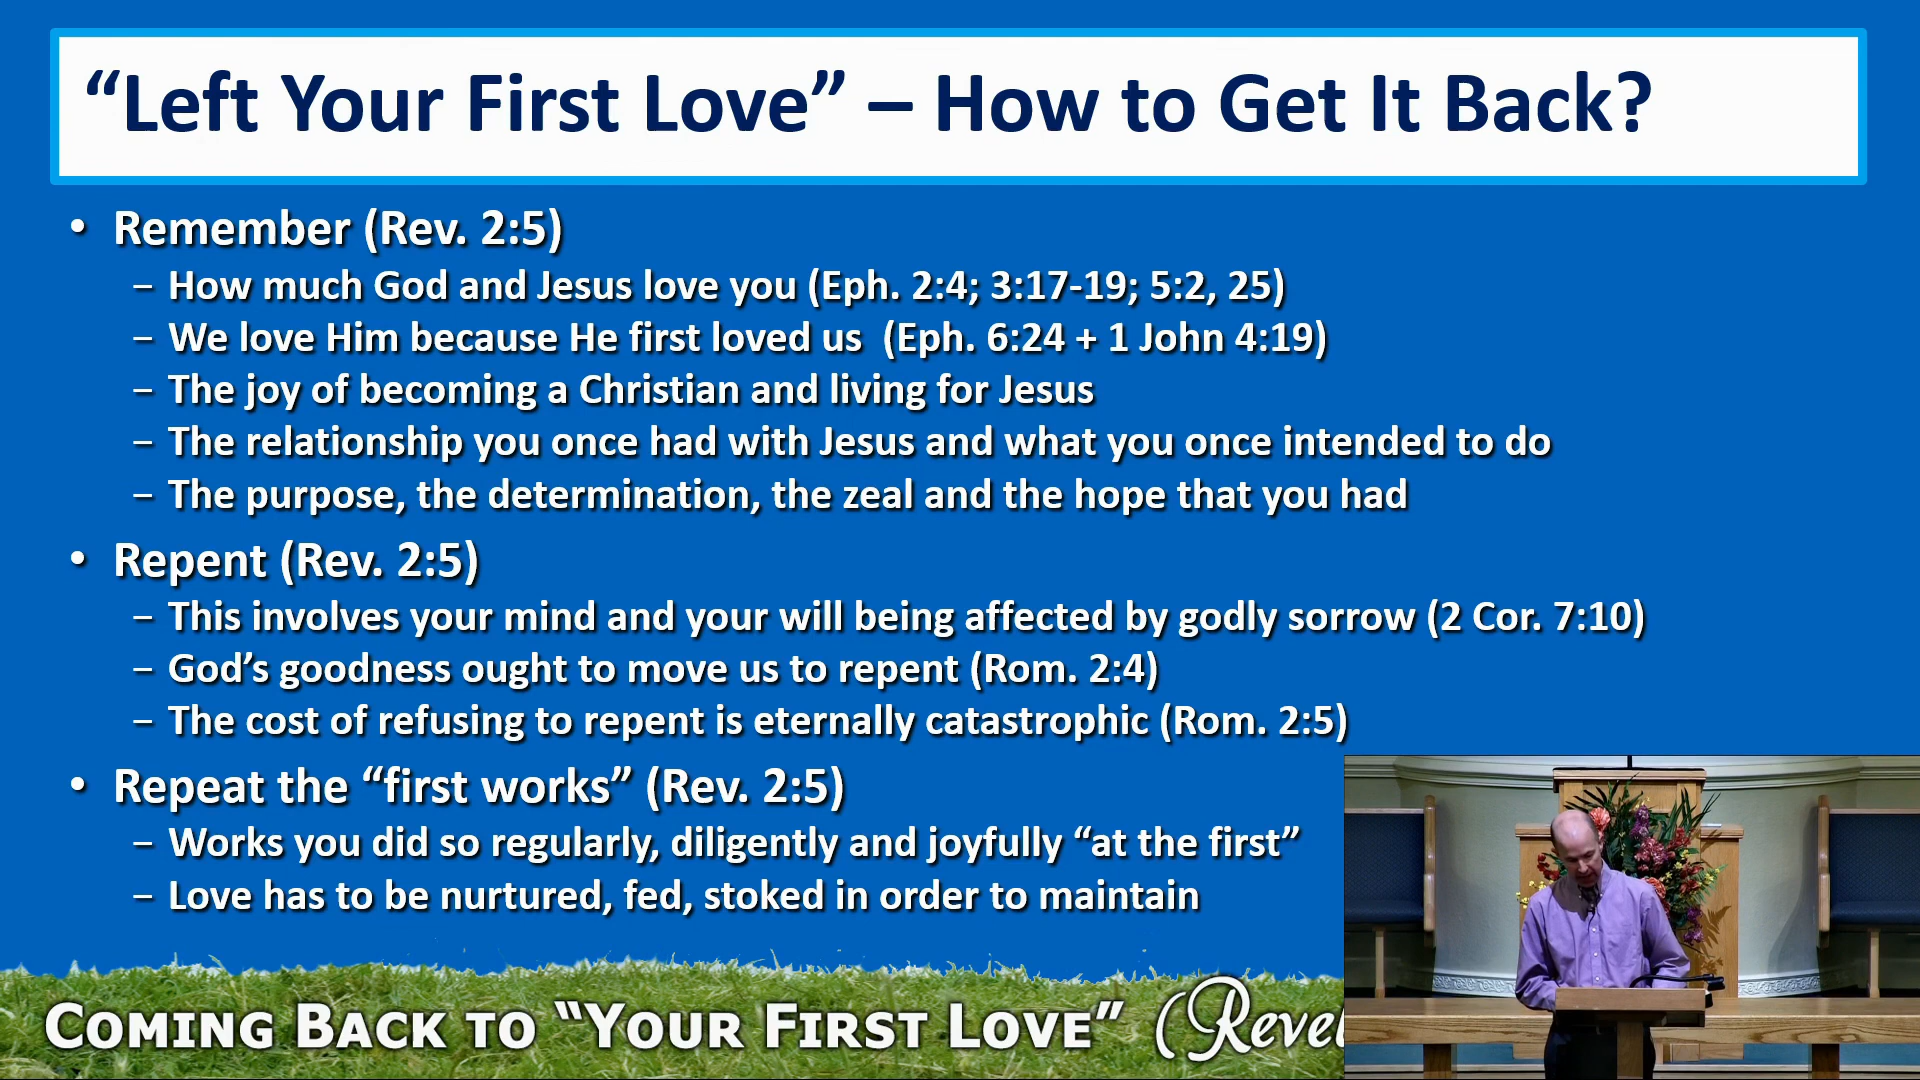 “Left Your First Love” – How to Get It Back?
• Remember (Rev. 2:5)
– How much God and Jesus love you (Eph. 2:4; 3:17-19; 5:2, 25)
– We love Him because He first loved us (Eph. 6:24 + 1 John 4:19)
– The joy of becoming a Christian and living for Jesus
– The relationship you once had with Jesus and what you once intended to do
– The purpose, the determination, the zeal and the hope that you had
• Repent (Rev. 2:5)
– This involves your mind and your will being affected by godly sorrow (2 Cor. 7:10)
– God’s goodness ought to move us to repent (Rom. 2:4)
– The cost of refusing to repent is eternally catastrophic (Rom. 2:5)
• Repeat the “first works” (Rev. 2:5)
– Works you did so regularly, diligently and joyfully “at the first”
– Love has to be nurtured, fed, stoked in order to maintain
Coming Back to “Your First Love” (Revel